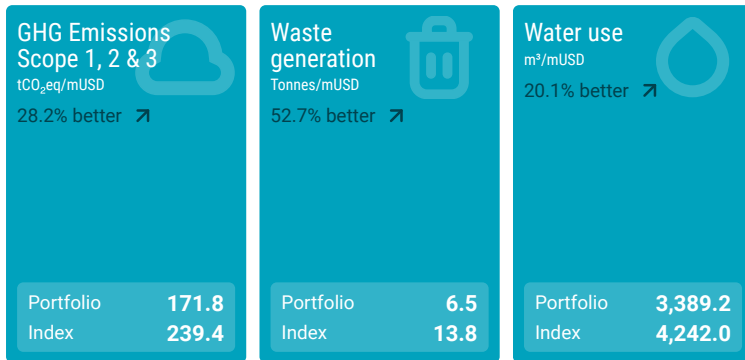 GHG Emissions
Scope 1, 2 & 3
tCO₂eq/mUSD
28.2% better
Portfolio 171.8
Index 239.4
Waste
generation
Tonnes/mUSD
52.7% better
Portfolio 6.5
Index 13.8
Water use
m³/mUSD
20.1% better
Portfolio 3,389.2
Index 4,242.0